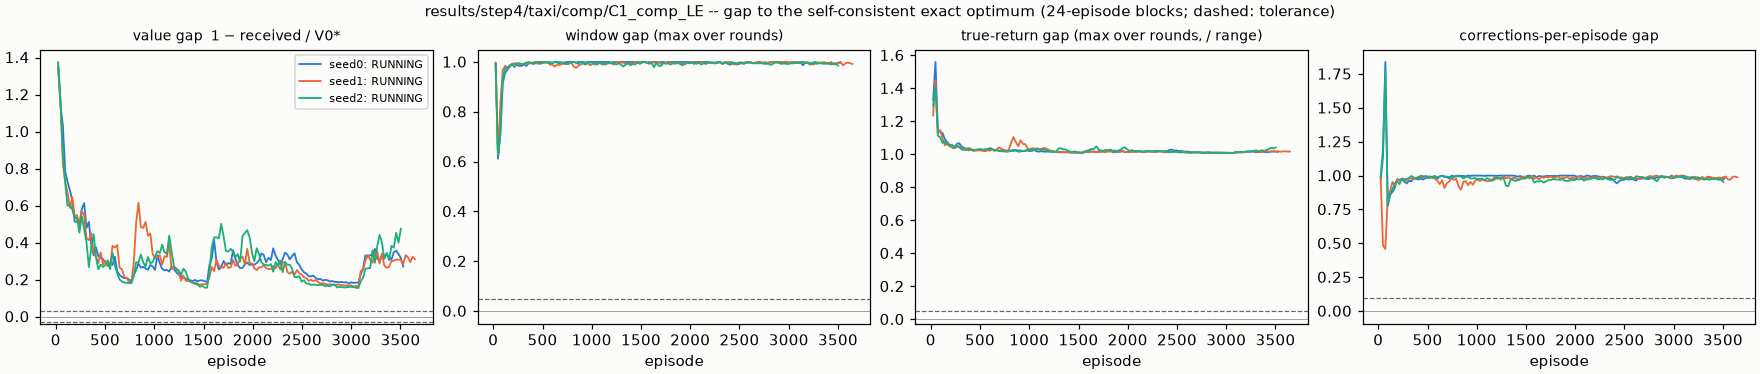 results/step4/taxi/comp/C1_comp_LE -- gap to the self-consistent exact optimum (24-episode blocks; dashed: tolerance)
value gap 1 − received / V0*
1.4
1.2
1.0
0.8
0.6
0.4
0.2
0.0
0 500 1000 1500 2000 2500 3000 3500
episode
seed0: RUNNING
seed1: RUNNING
seed2: RUNNING
window gap (max over rounds)
1.0
0.8
0.6
0.4
0.2
0.0
0 500 1000 1500 2000 2500 3000 3500
episode
true-return gap (max over rounds, / range)
1.6
1.4
1.2
1.0
0.8
0.6
0.4
0.2
0.0
0 500 1000 1500 2000 2500 3000 3500
episode
corrections-per-episode gap
1.75
1.50
1.25
1.00
0.75
0.50
0.25
0.00
0 500 1000 1500 2000 2500 3000 3500
episode